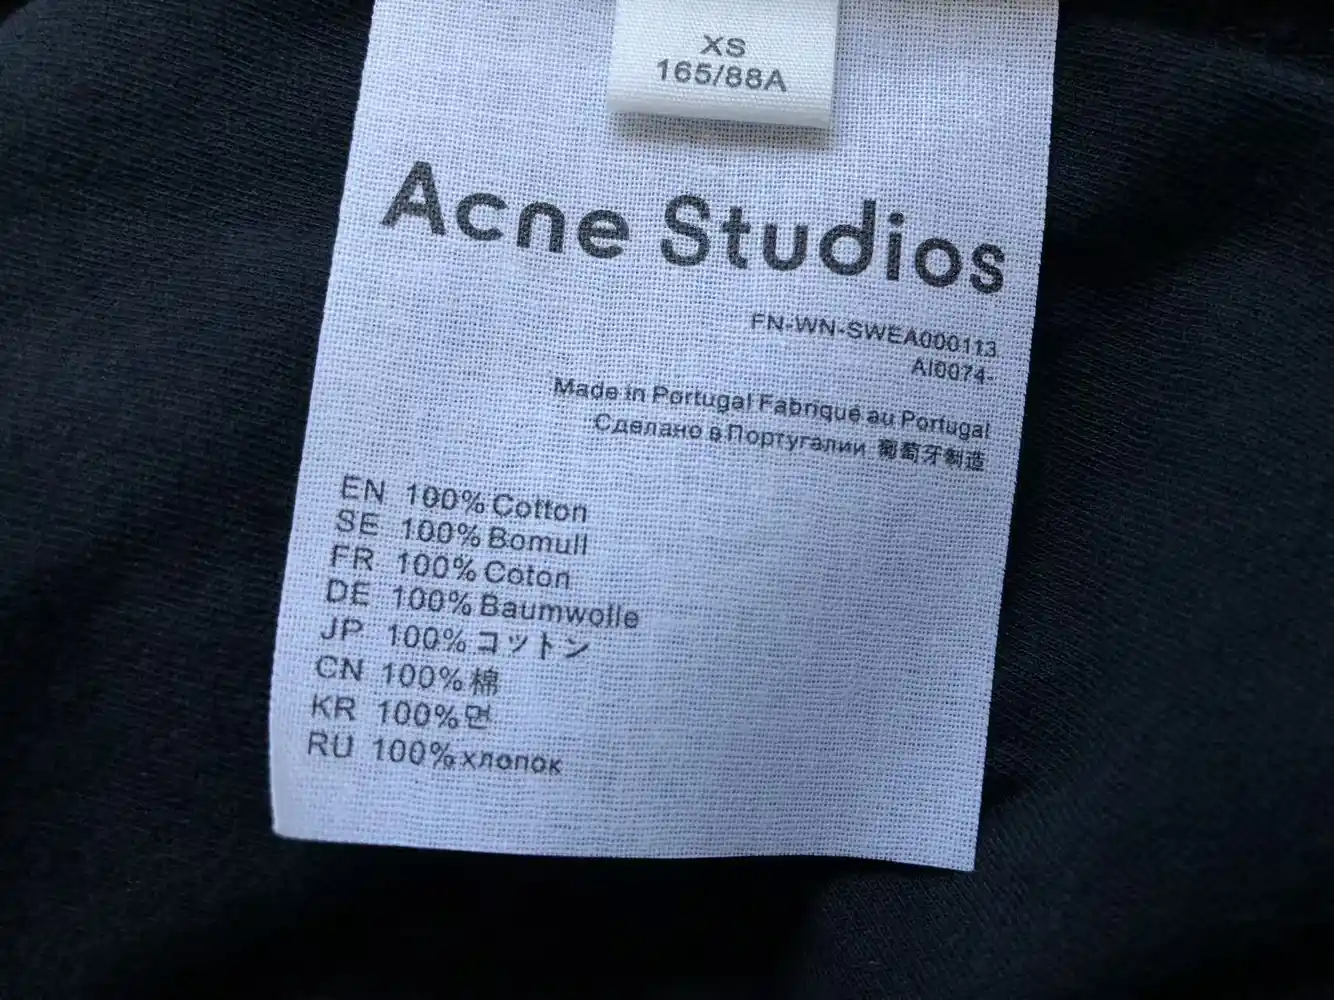 XS
165/88A
Acne Studios
FN-WN-SWEA000113
AI0074-
Made in Portugal Fabriqué au Portugal
Сделано в Португалии 葡萄牙制造
EN 100% Cotton
SE 100% Bomull
FR 100% Coton
DE 100% Baumwolle
JP 100% コットン
CN 100% 棉
KR 100% 면
RU 100% хлопок